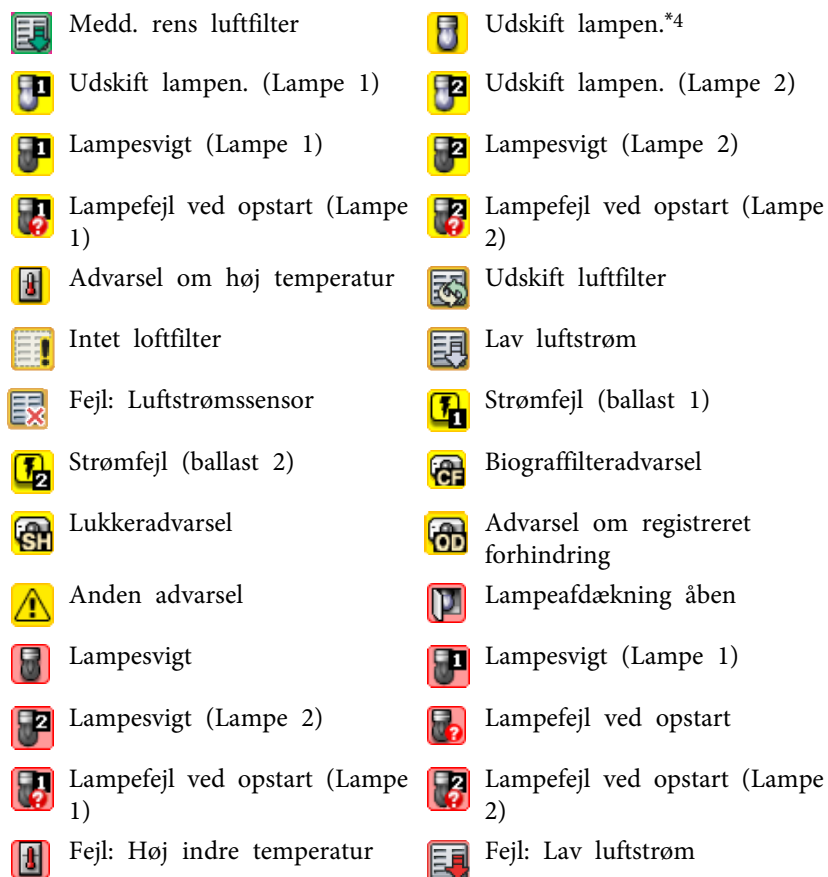 Medd. rens luftfilter
Udskift lampen.*4
Udskift lampen. (Lampe 1)
Udskift lampen. (Lampe 2)
Lampesvigt (Lampe 1)
Lampesvigt (Lampe 2)
Lampefejl ved opstart (Lampe
1)
Lampefejl ved opstart (Lampe
2)
Advarsel om høj temperatur
Udskift luftfilter
Intet loftfilter
Lav luftstrøm
Fejl: Luftstrømssensor
Strømfejl (ballast 1)
Strømfejl (ballast 2)
Biograffilteradvarsel
Lukkeradvarsel
Advarsel om registreret
forhindring
Anden advarsel
Lampeafdækning åben
Lampesvigt
Lampesvigt (Lampe 1)
Lampesvigt (Lampe 2)
Lampefejl ved opstart
Lampefejl ved opstart (Lampe
1)
Lampefejl ved opstart (Lampe
2)
Fejl: Høj indre temperatur
Fejl: Lav luftstrøm